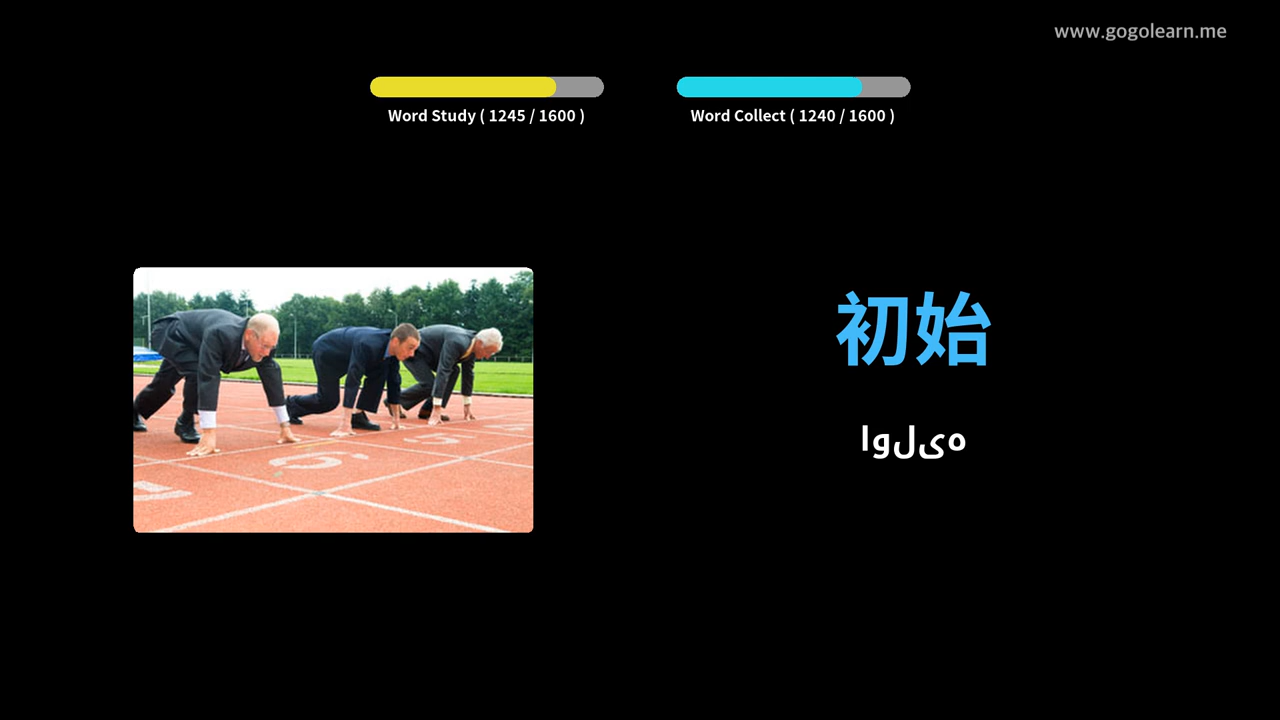 www.gogolearn.me
Word Study ( 1245 / 1600 )
Word Collect ( 1240 / 1600 )
初始
اولیه